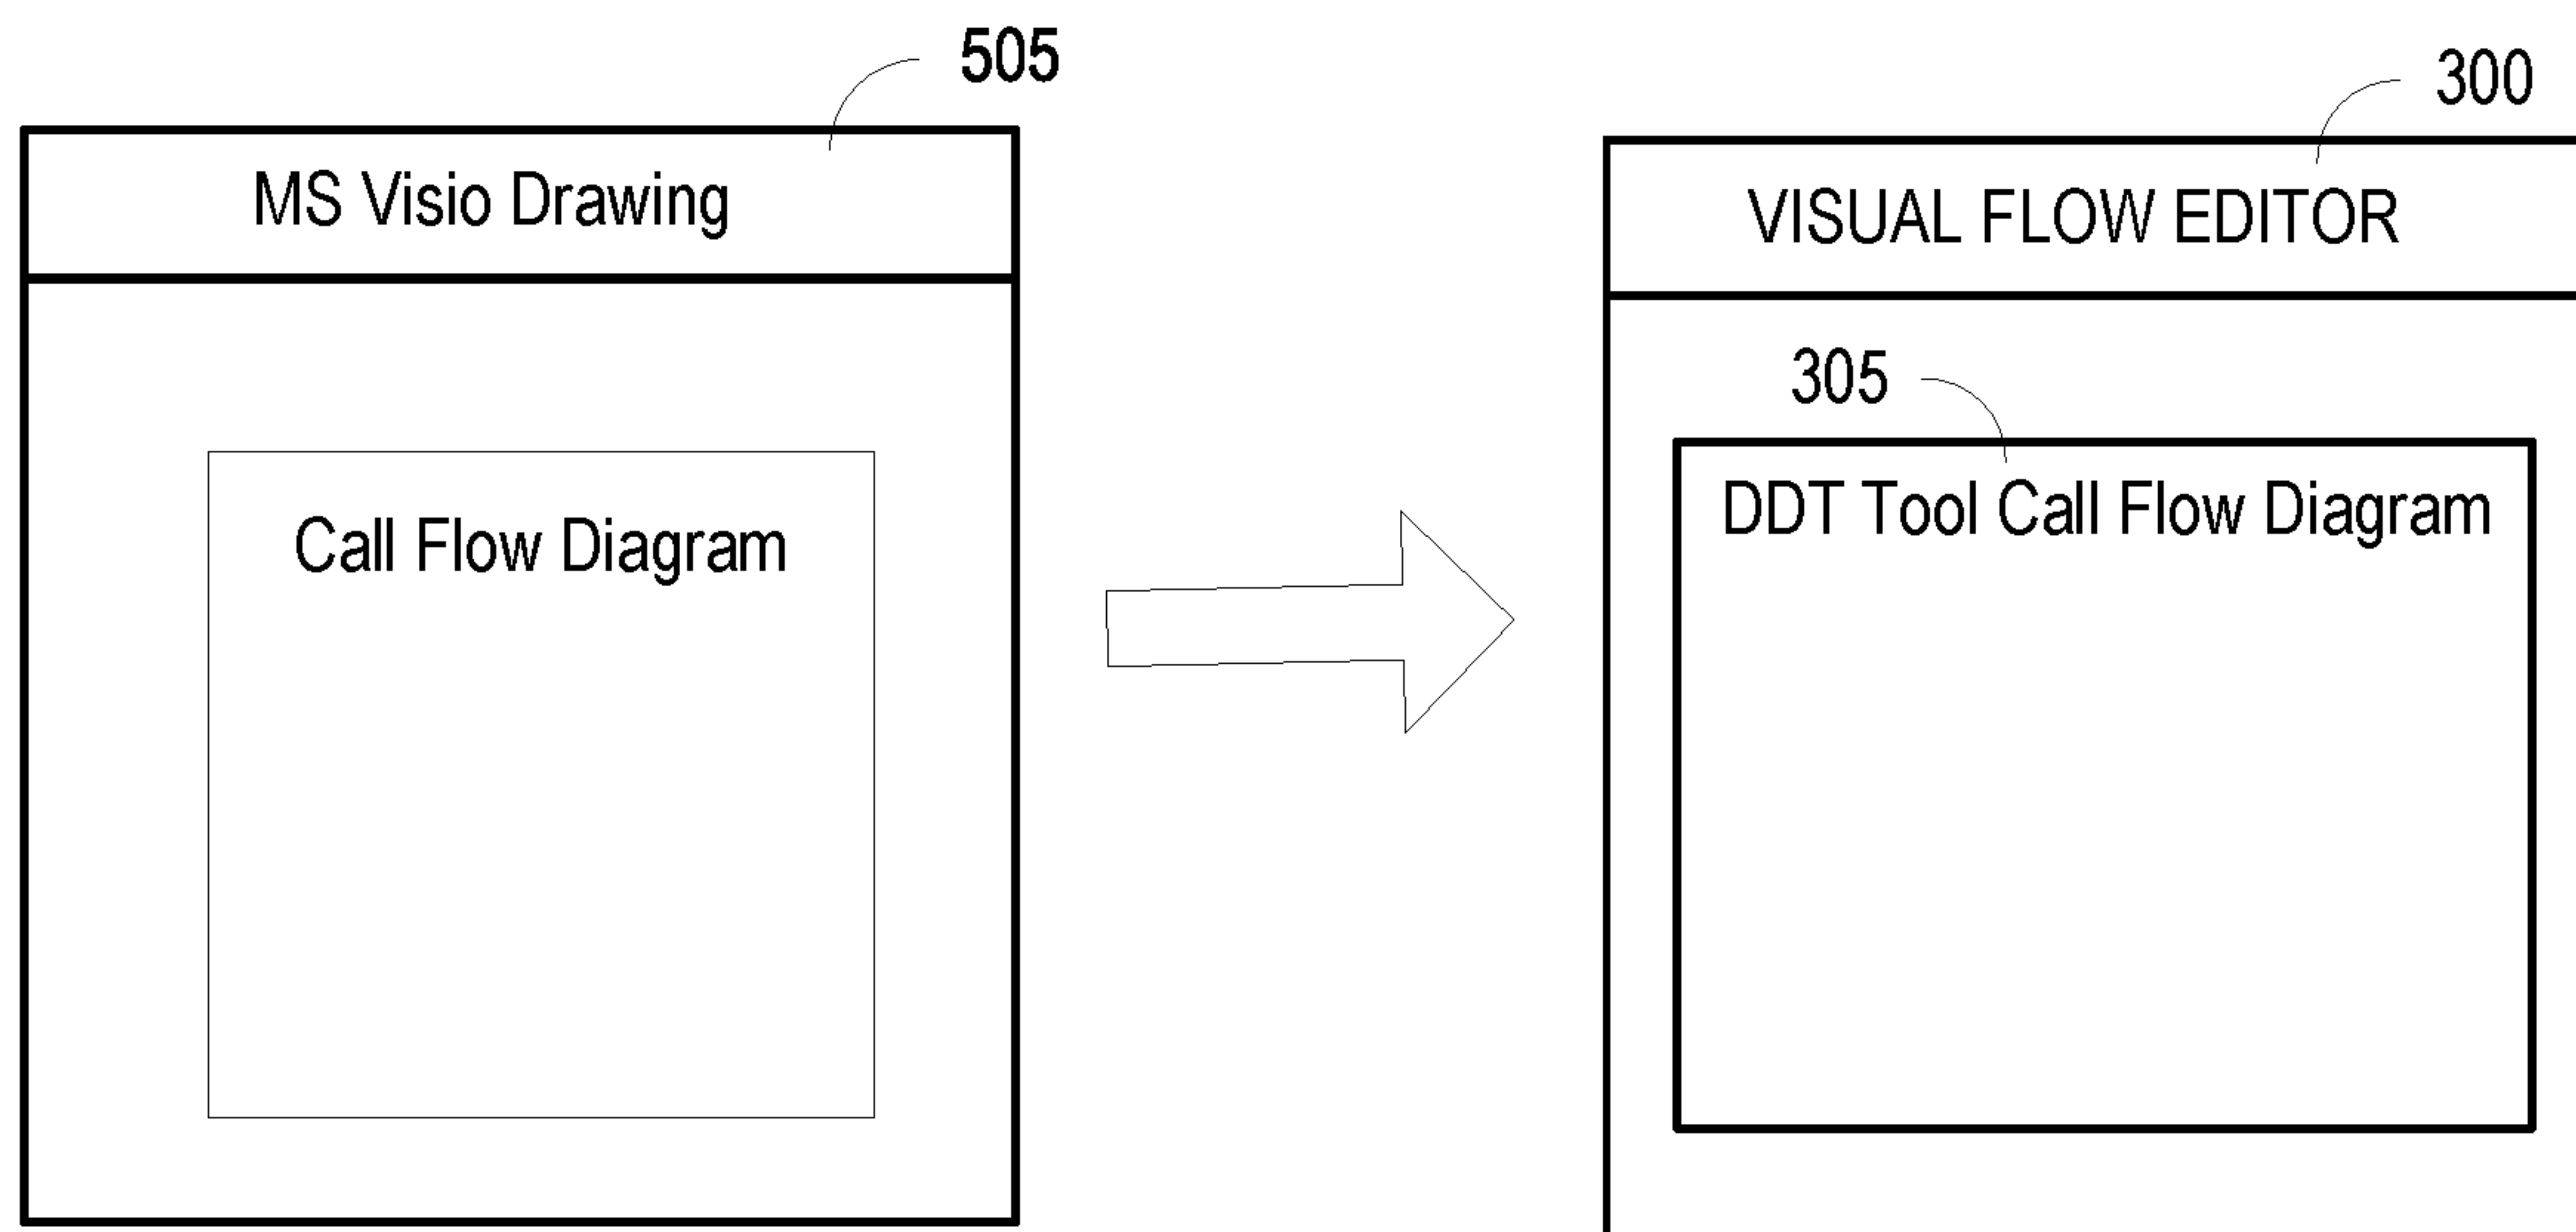 505
MS Visio Drawing
Call Flow Diagram
300
VISUAL FLOW EDITOR
305
DDT Tool Call Flow Diagram